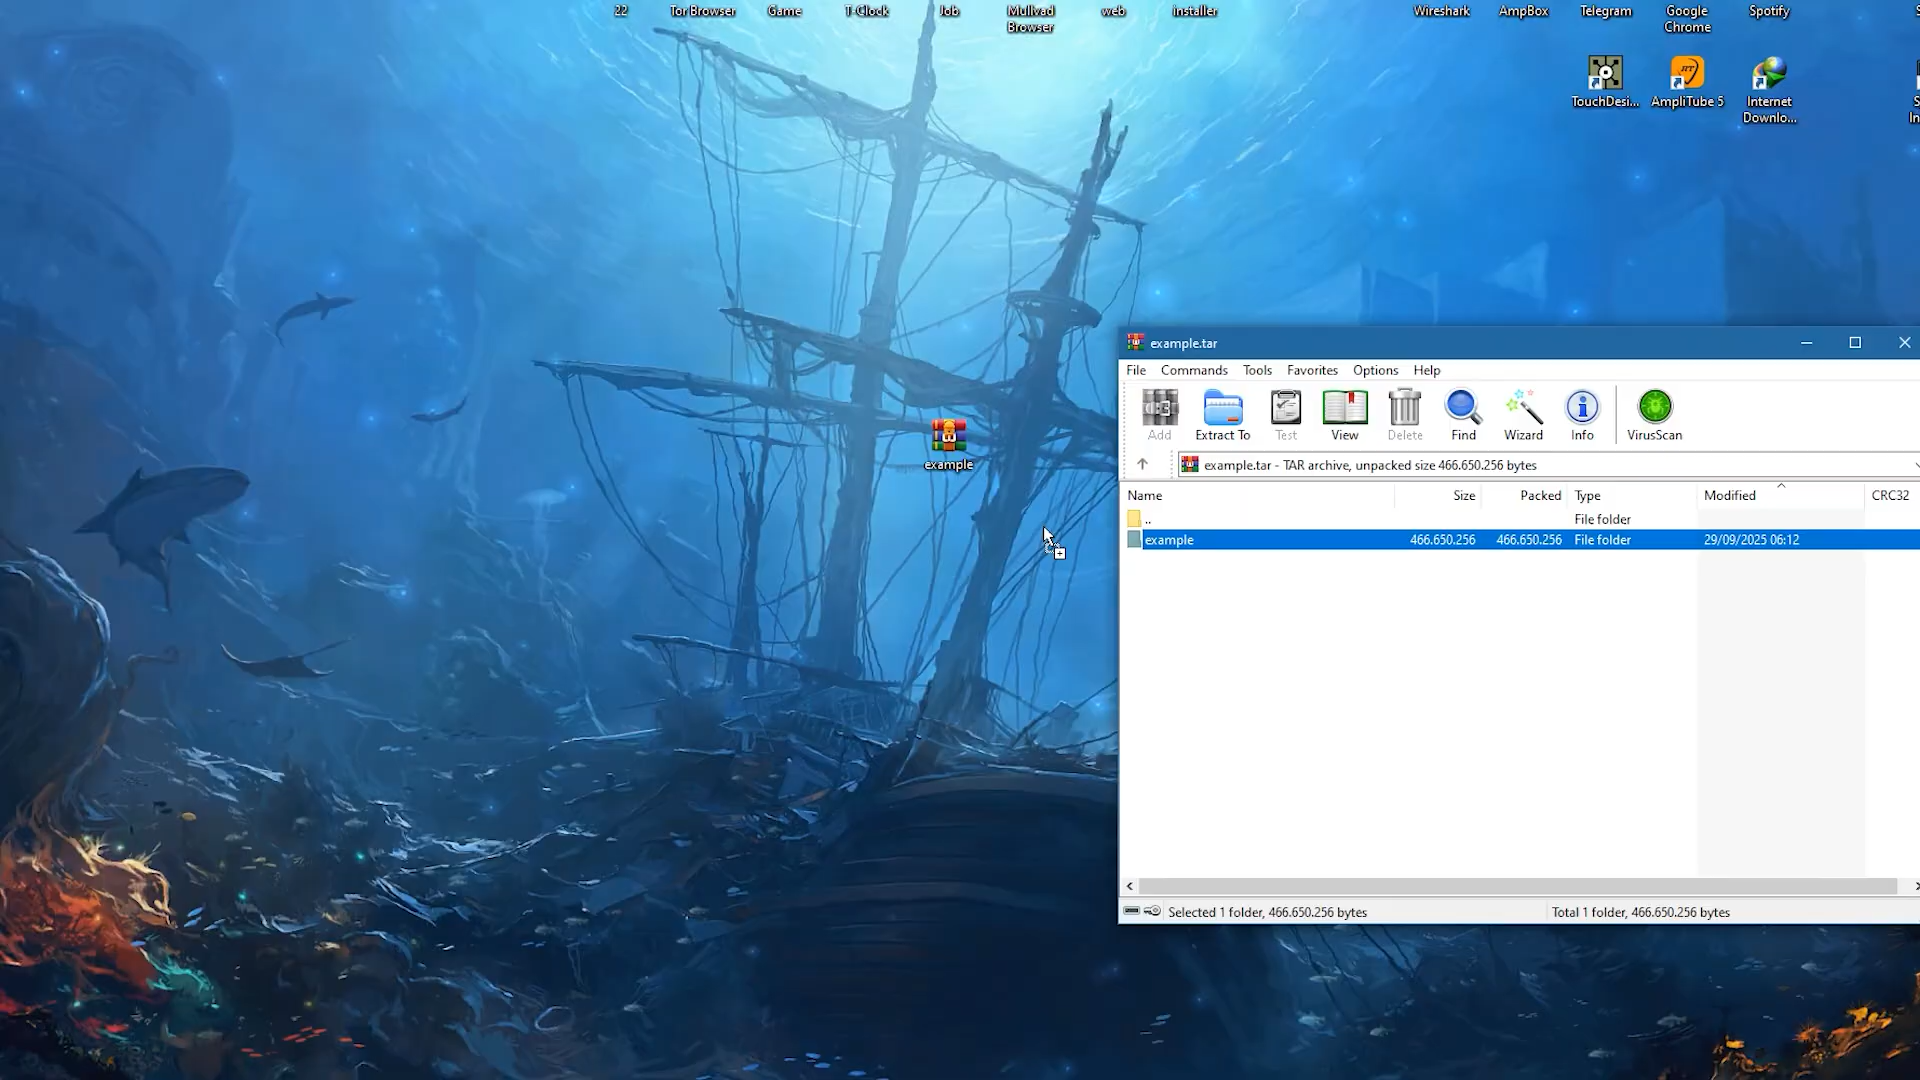 22
Tor Browser
Game
T-Clock
Job
Mullvad
Browser
web
installer
Wireshark
AmpBox
Telegram
Google
Chrome
Spotify
TouchDesi...
AmpliTube 5
Internet
Downlo...
example
example.tar
File Commands Tools Favorites Options Help
Add Extract To Test View Delete Find Wizard Info VirusScan
example.tar - TAR archive, unpacked size 466.650.256 bytes
Name Size Packed Type Modified CRC32
.. File folder
example 466.650.256 466.650.256 File folder 29/09/2025 06:12
Selected 1 folder, 466.650.256 bytes
Total 1 folder, 466.650.256 bytes